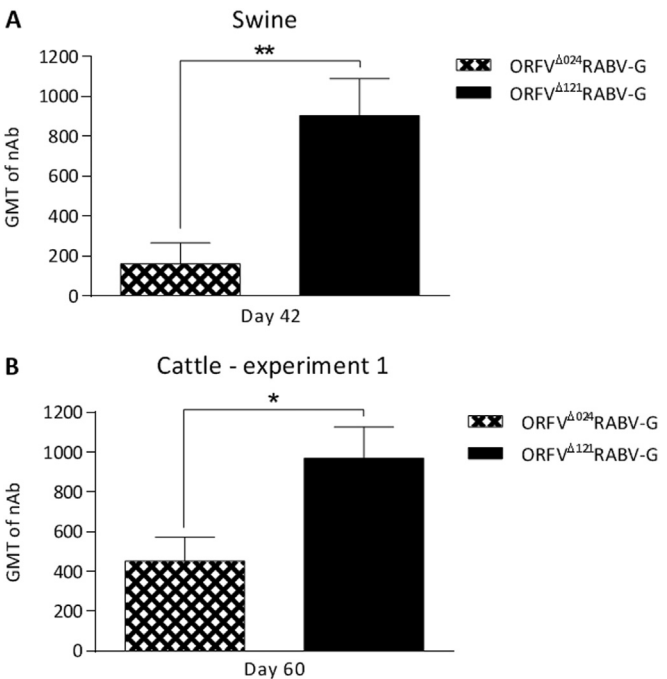 A
Swine
**
1200
1000
800
600
400
200
0
GMT of nAb
Day 42
ORFVΔ024RABV-G
ORFVΔ121RABV-G
B
Cattle - experiment 1
*
1200
1000
800
600
400
200
0
GMT of nAb
Day 60
ORFVΔ024RABV-G
ORFVΔ121RABV-G